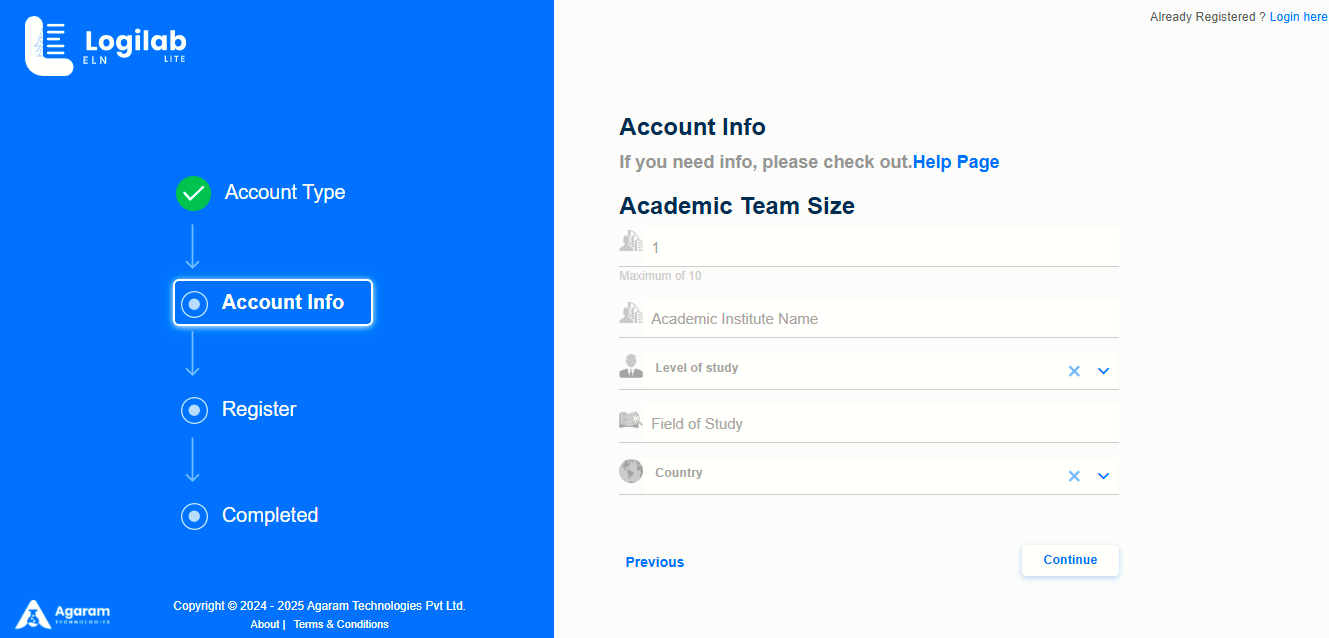 Already Registered ? Login here
Logilab
ELN LITE
Account Type
Account Info
Register
Completed
Agaram
TECHNOLOGIES
Copyright © 2024 - 2025 Agaram Technologies Pvt Ltd.
About | Terms & Conditions
Account Info
If you need info, please check out.Help Page
Academic Team Size
1
Maximum of 10
Academic Institute Name
Level of study
Field of Study
Country
Previous
Continue